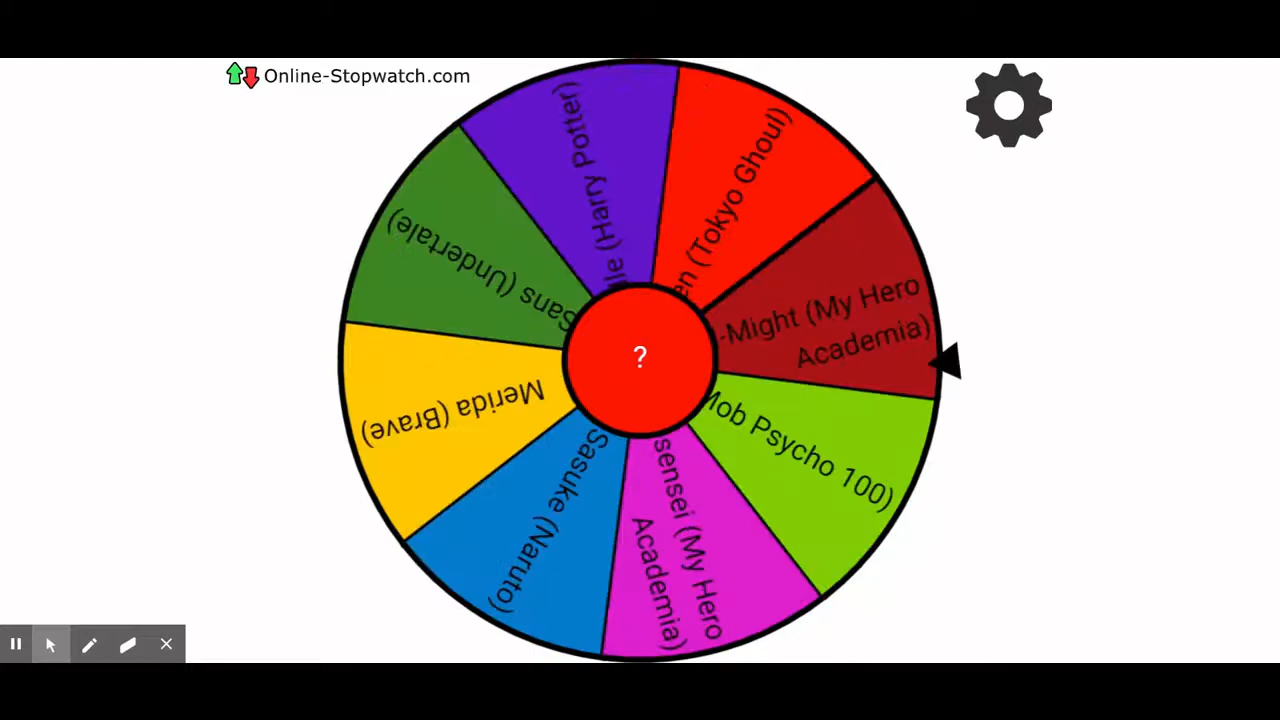 Online-Stopwatch.com
(Harry Potter)
(Tokyo Ghoul)
-Might (My Hero
Academia)
Mob Psycho 100)
sensei (My Hero
Academia)
Sasuke (Naruto)
Merida (Brave)
Sans (Undertale)
?